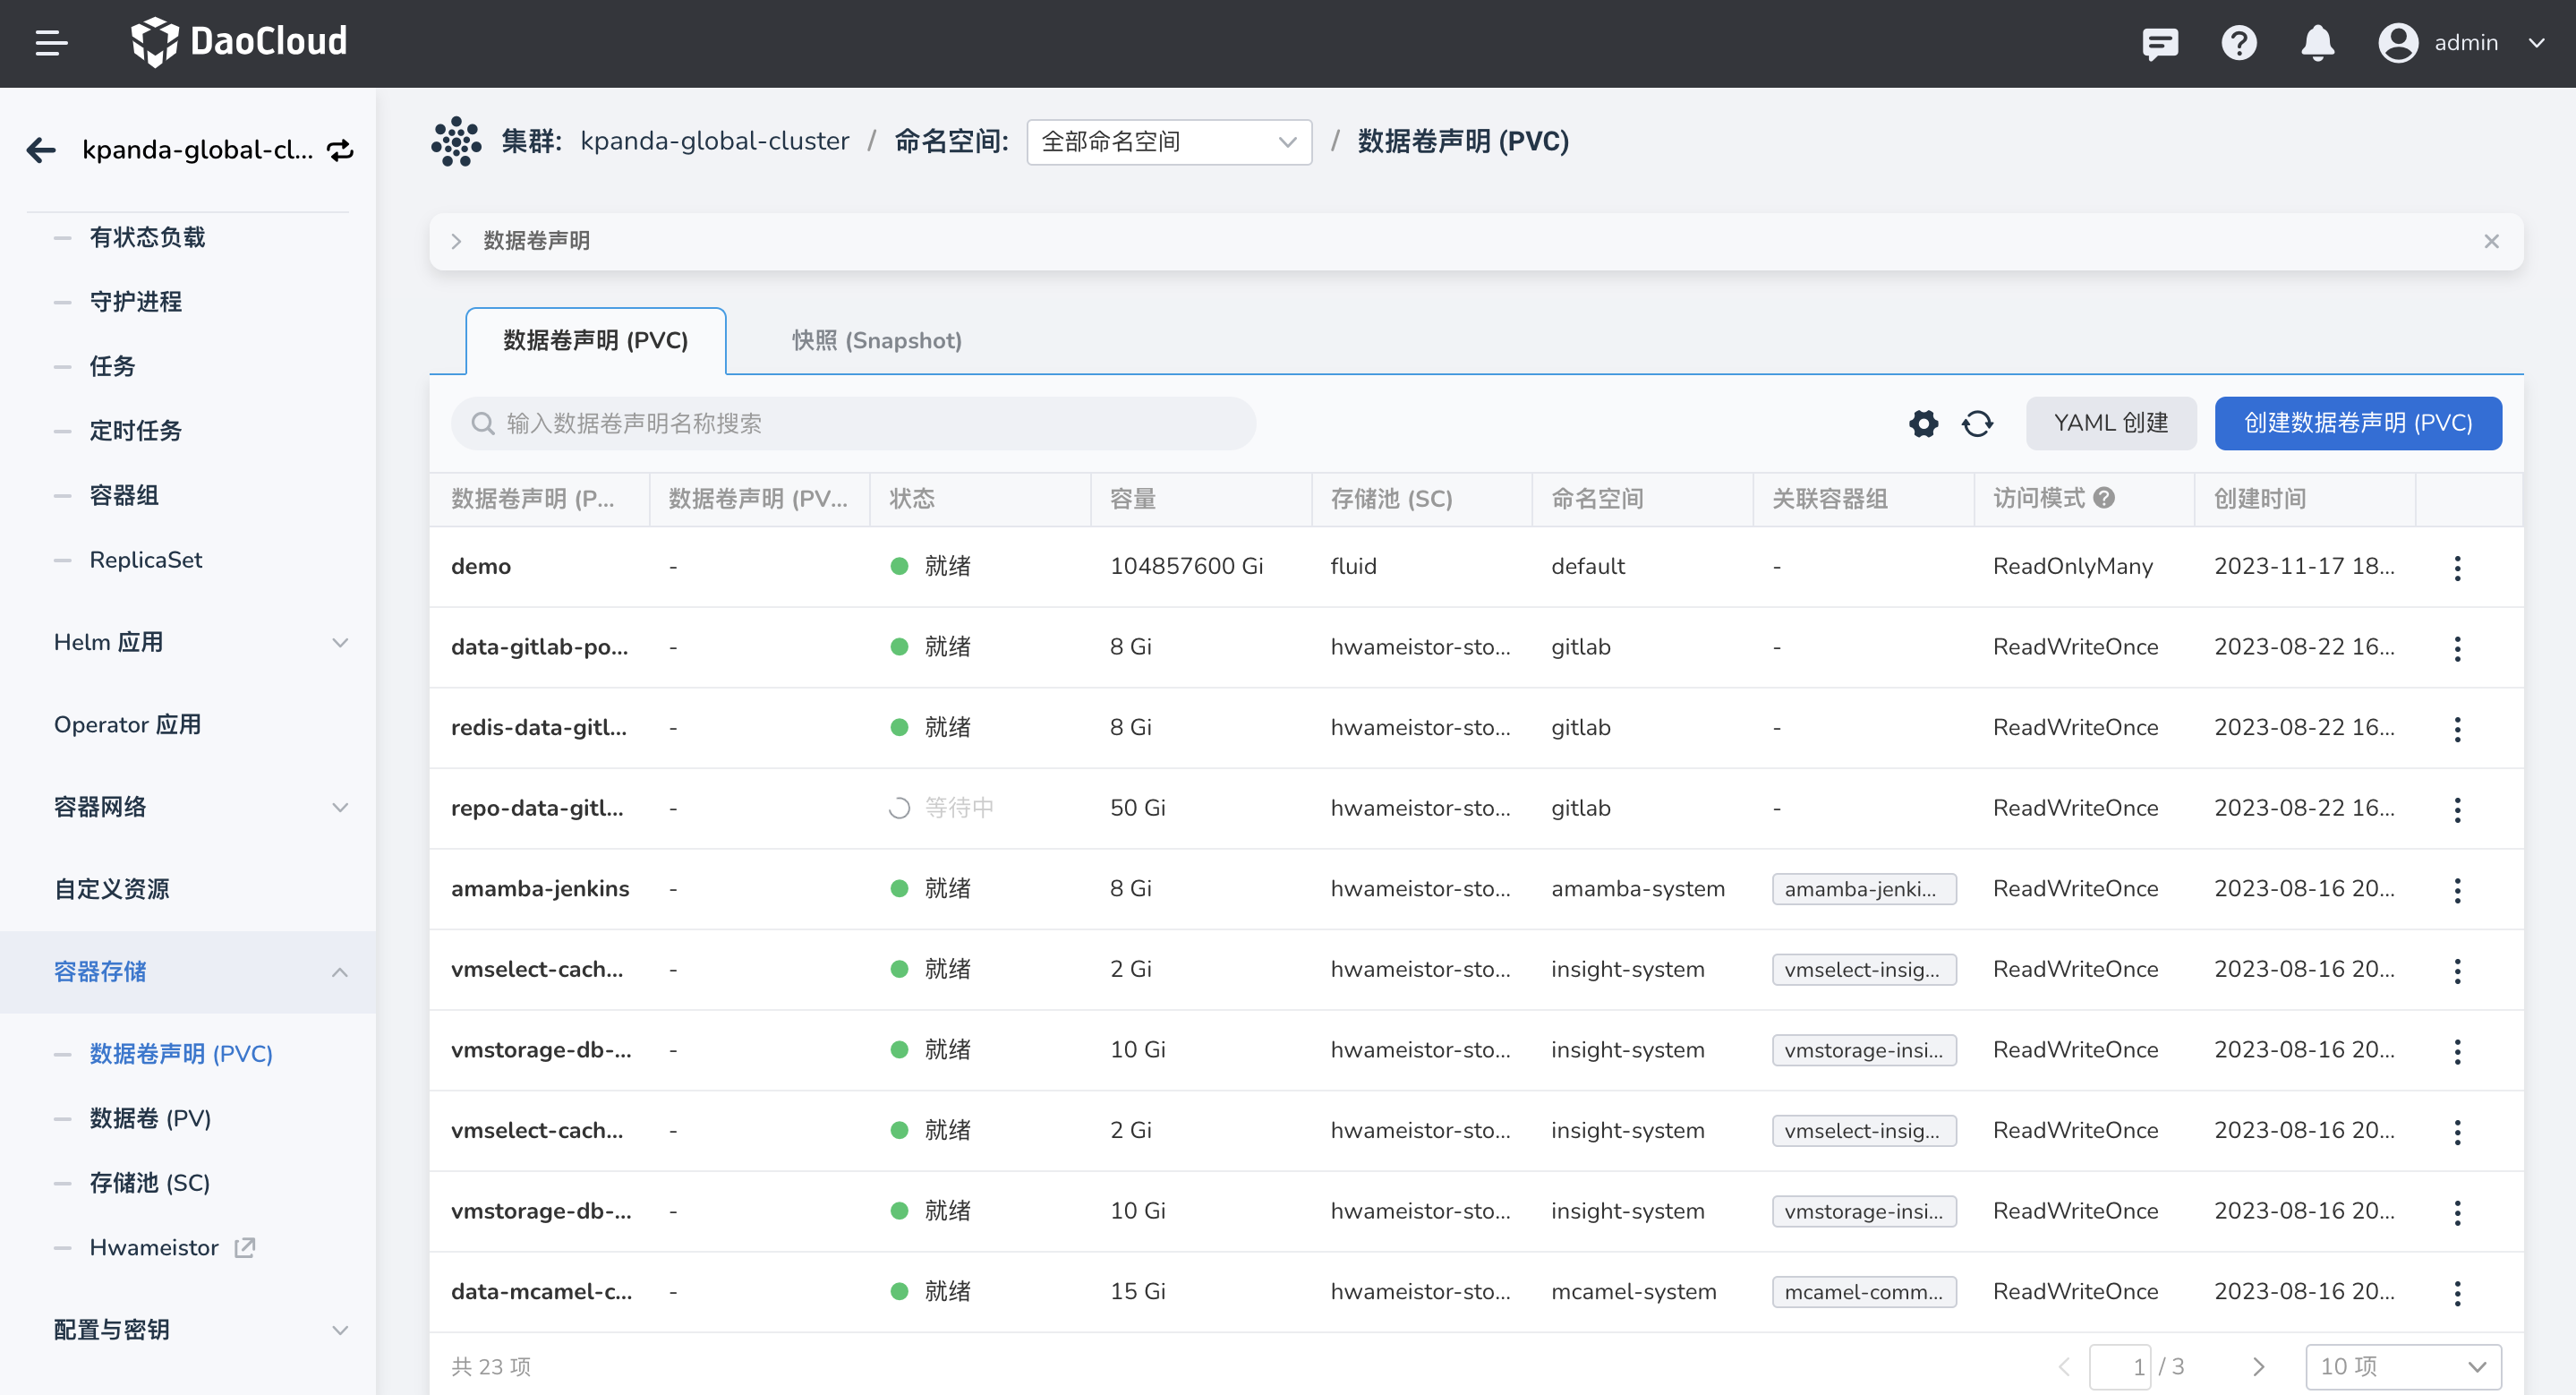 DaoCloud
admin
kpanda-global-cl...
有状态负载
守护进程
任务
定时任务
容器组
ReplicaSet
Helm 应用
Operator 应用
容器网络
自定义资源
容器存储
数据卷声明 (PVC)
数据卷 (PV)
存储池 (SC)
Hwameistor
配置与密钥
集群: kpanda-global-cluster / 命名空间: 全部命名空间 / 数据卷声明 (PVC)
数据卷声明
数据卷声明 (PVC) 快照 (Snapshot)
输入数据卷声明名称搜索 YAML 创建 创建数据卷声明 (PVC)
数据卷声明 (P... 数据卷声明 (PV... 状态 容量 存储池 (SC) 命名空间 关联容器组 访问模式 创建时间
demo - 就绪 104857600 Gi fluid default - ReadOnlyMany 2023-11-17 18...
data-gitlab-po... - 就绪 8 Gi hwameistor-sto... gitlab - ReadWriteOnce 2023-08-22 16...
redis-data-gitl... - 就绪 8 Gi hwameistor-sto... gitlab - ReadWriteOnce 2023-08-22 16...
repo-data-gitl... - 等待中 50 Gi hwameistor-sto... gitlab - ReadWriteOnce 2023-08-22 16...
amamba-jenkins - 就绪 8 Gi hwameistor-sto... amamba-system amamba-jenki... ReadWriteOnce 2023-08-16 20...
vmselect-cach... - 就绪 2 Gi hwameistor-sto... insight-system vmselect-insig... ReadWriteOnce 2023-08-16 20...
vmstorage-db-... - 就绪 10 Gi hwameistor-sto... insight-system vmstorage-insi... ReadWriteOnce 2023-08-16 20...
vmselect-cach... - 就绪 2 Gi hwameistor-sto... insight-system vmselect-insig... ReadWriteOnce 2023-08-16 20...
vmstorage-db-... - 就绪 10 Gi hwameistor-sto... insight-system vmstorage-insi... ReadWriteOnce 2023-08-16 20...
data-mcamel-c... - 就绪 15 Gi hwameistor-sto... mcamel-system mcamel-comm... ReadWriteOnce 2023-08-16 20...
共 23 项 1 / 3 10 项